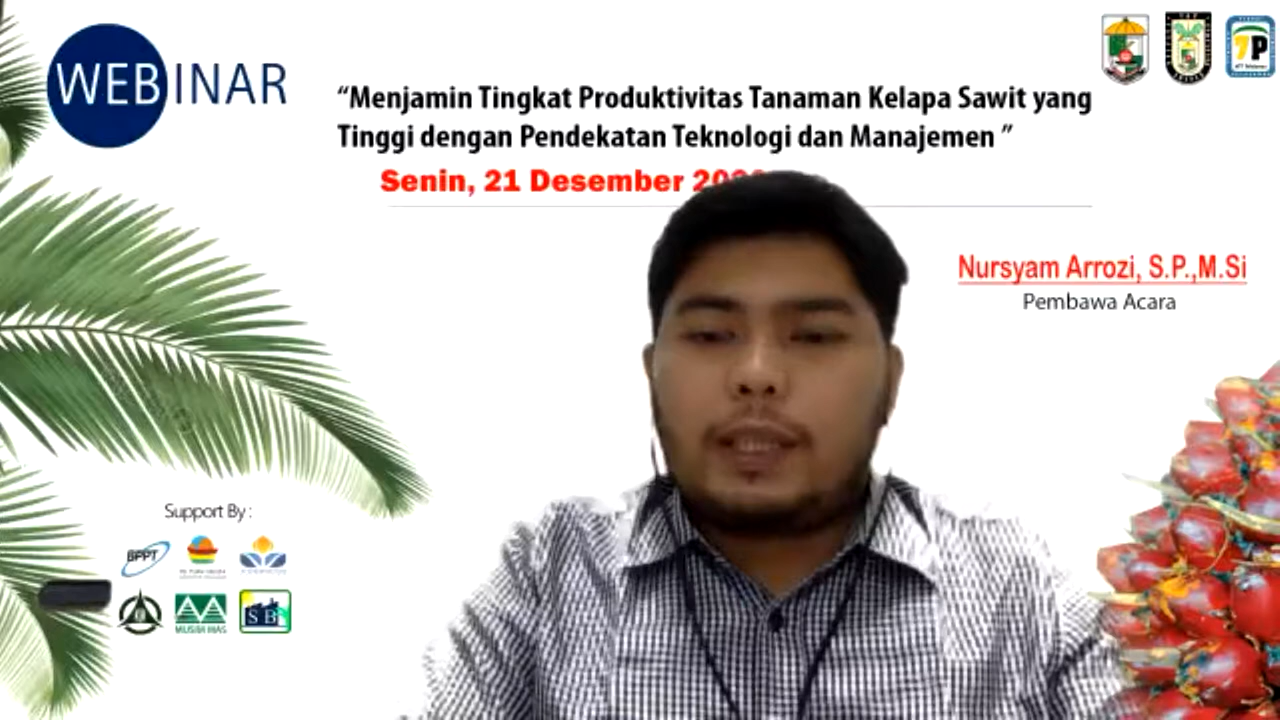 WEBINAR
“Menjamin Tingkat Produktivitas Tanaman Kelapa Sawit yang
Tinggi dengan Pendekatan Teknologi dan Manajemen ”
Senin, 21 Desember
Nursyam Arrozi, S.P.,M.Si
Pembawa Acara
Support By :
BPPT
MUSIM MAS
SB
7P